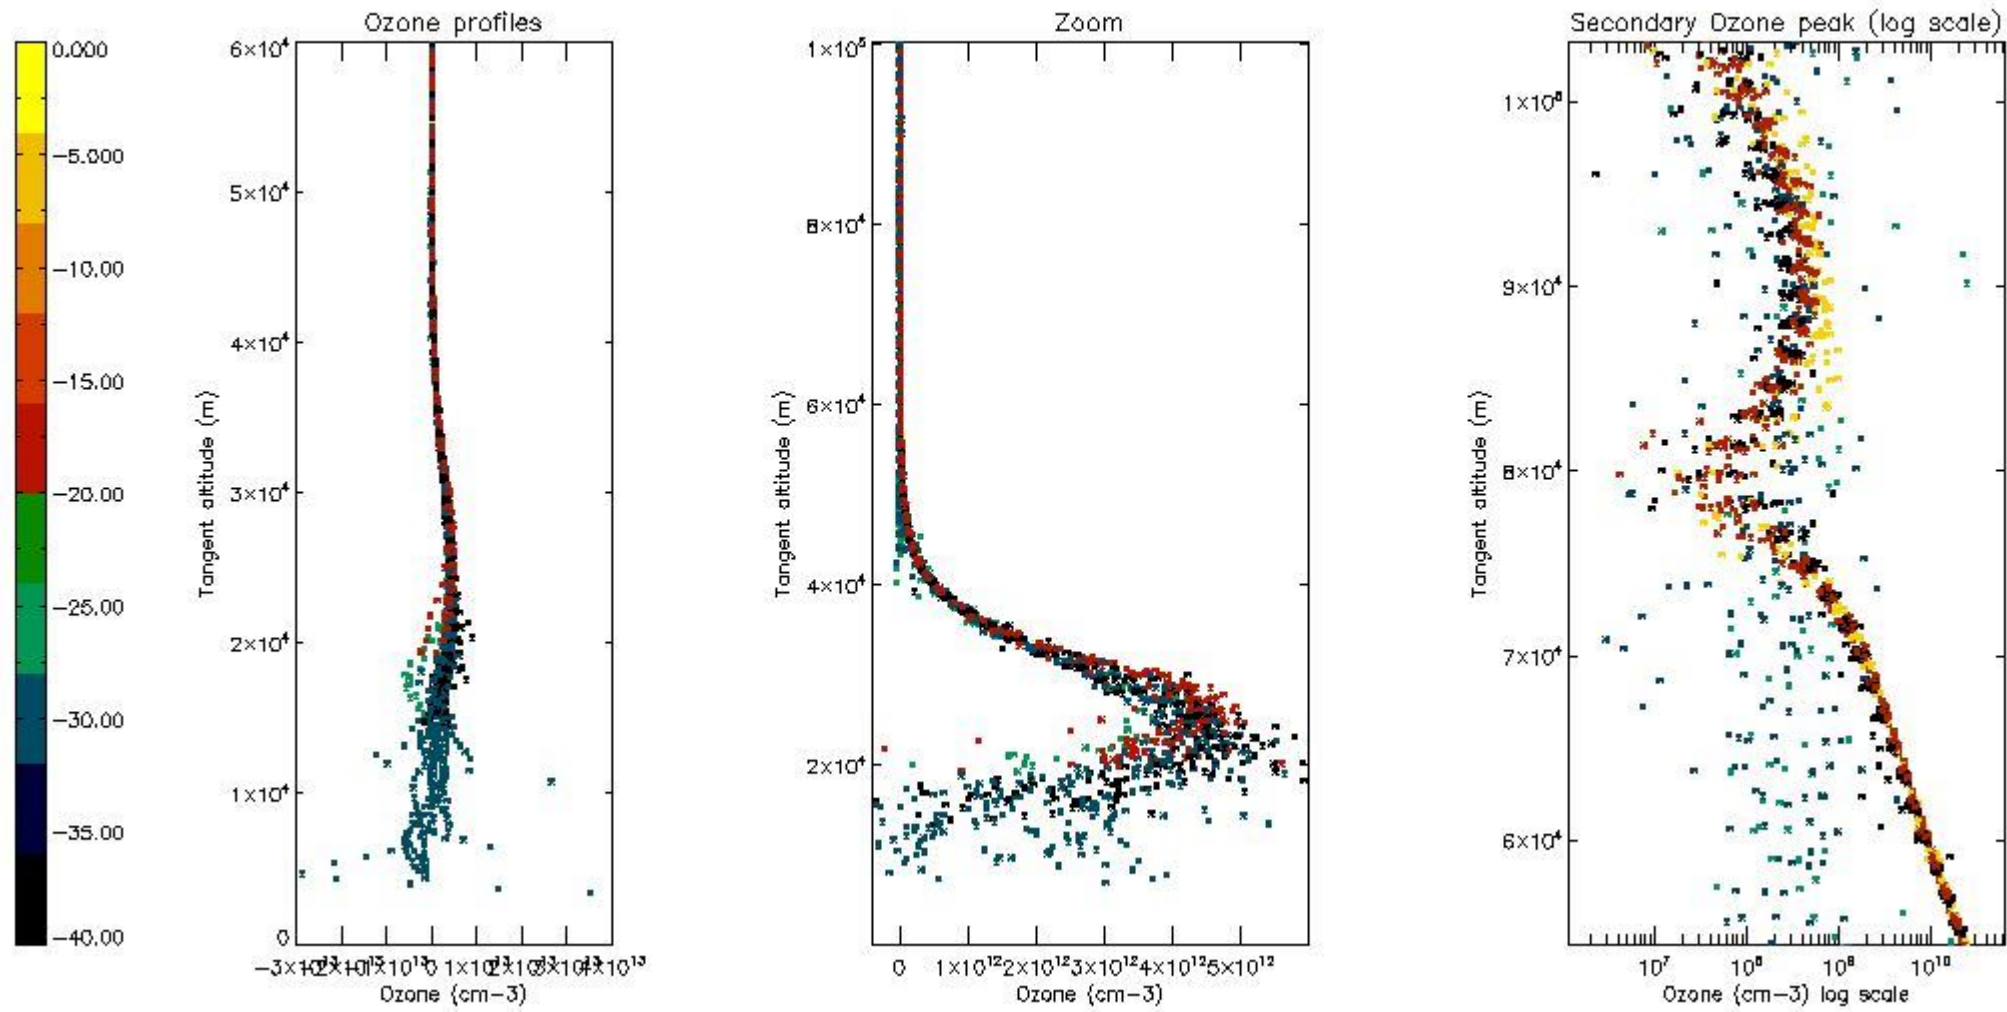 Ozone profiles
Zoom
Secondary Ozone peak (log scale)
0.000
−5.000
−10.00
−15.00
−20.00
−25.00
−30.00
−35.00
−40.00
6×10⁴
5×10⁴
4×10⁴
3×10⁴
2×10⁴
1×10⁴
0
Tangent altitude (m)
0
Ozone (cm−3)
1×10⁵
8×10⁴
6×10⁴
4×10⁴
2×10⁴
Tangent altitude (m)
0 1×10¹² 2×10¹² 3×10¹² 4×10¹² 5×10¹²
Ozone (cm−3)
9×10⁴
8×10⁴
7×10⁴
6×10⁴
Tangent altitude (m)
10⁷ 10⁸ 10⁹ 10¹⁰
Ozone (cm−3) log scale